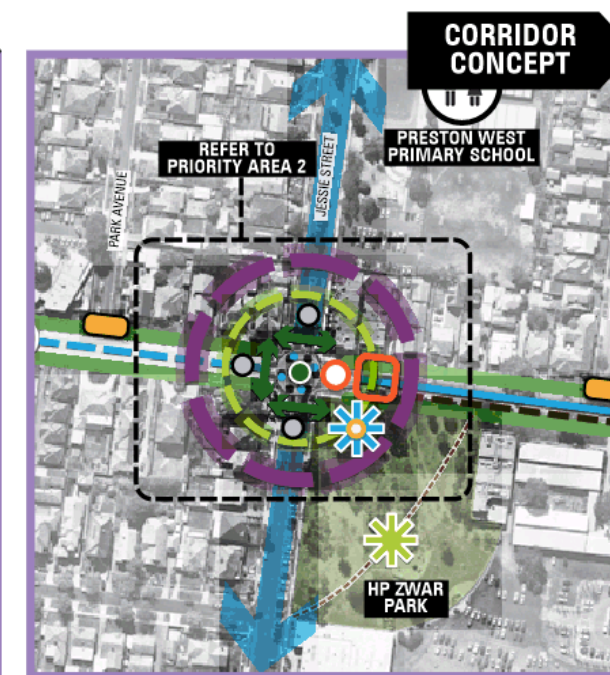 CORRIDOR
CONCEPT
PRESTON WEST
PRIMARY SCHOOL
REFER TO
PRIORITY AREA 2
JESSIE STREET
PARK AVENUE
HP ZWAR
PARK